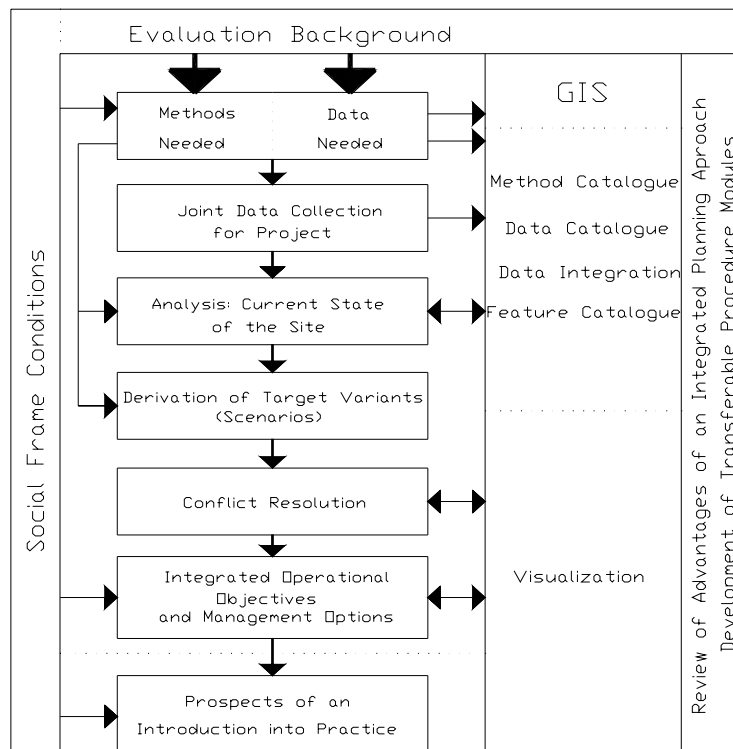 Evaluation Background
Methods
Needed
Data
Needed
Joint Data Collection
for Project
Analysis: Current State
of the Site
Derivation of Target Variants
(Scenarios)
Conflict Resolution
Integrated Operational
Objectives
and Management Options
Prospects of an
Introduction into Practice
GIS
Method Catalogue
Data Catalogue
Data Integration
Feature Catalogue
Visualization
Social Frame Conditions
Review of Advantages of an Integrated Planning Aproach
Development of Transferable Procedure Modules